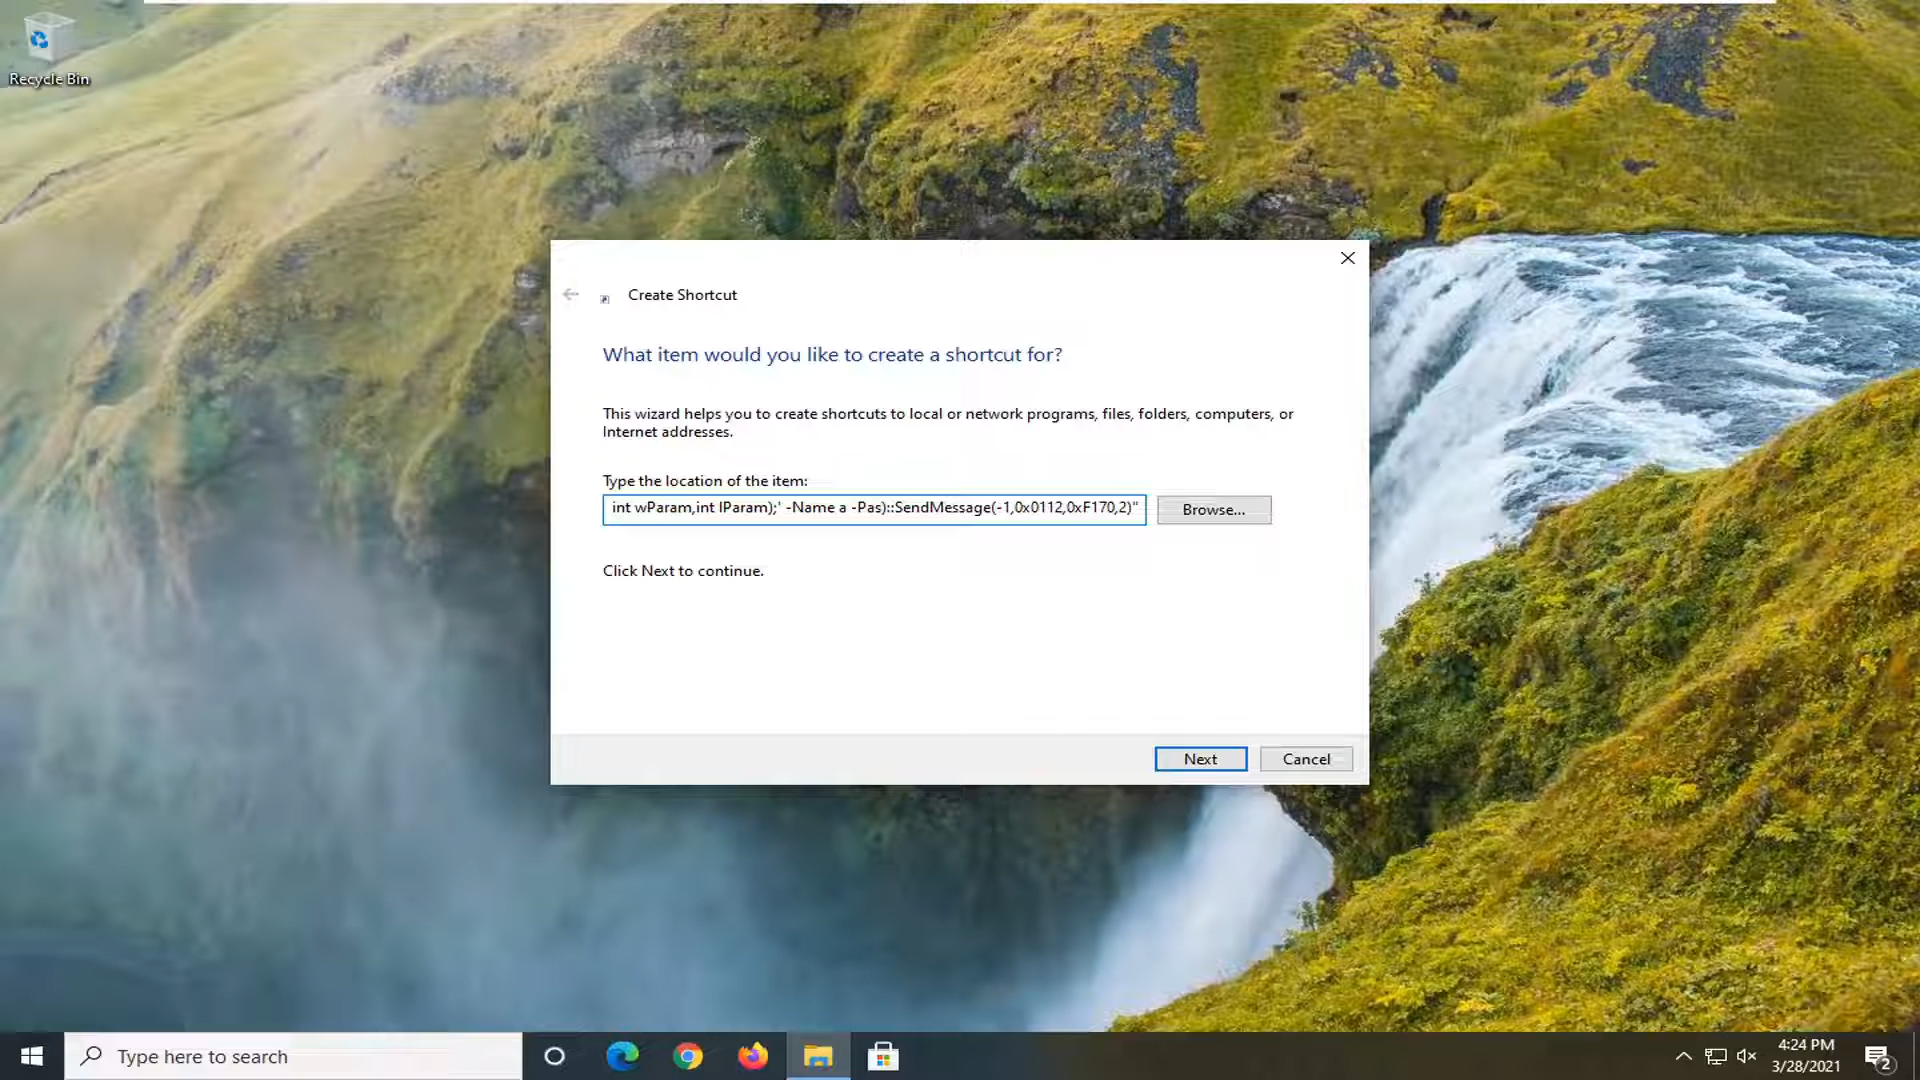 Recycle Bin
Create Shortcut
What item would you like to create a shortcut for?
This wizard helps you to create shortcuts to local or network programs, files, folders, computers, or
Internet addresses.
Type the location of the item:
int wParam,int lParam);' -Name a -Pas)::SendMessage(-1,0x0112,0xF170,2)"
Browse...
Click Next to continue.
Next
Cancel
Type here to search
4:24 PM
3/28/2021
2